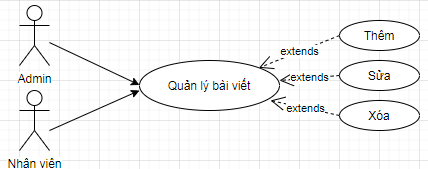 Admin
Nhân viên
Quản lý bài viết
extends
extends
extends
Thêm
Sửa
Xóa